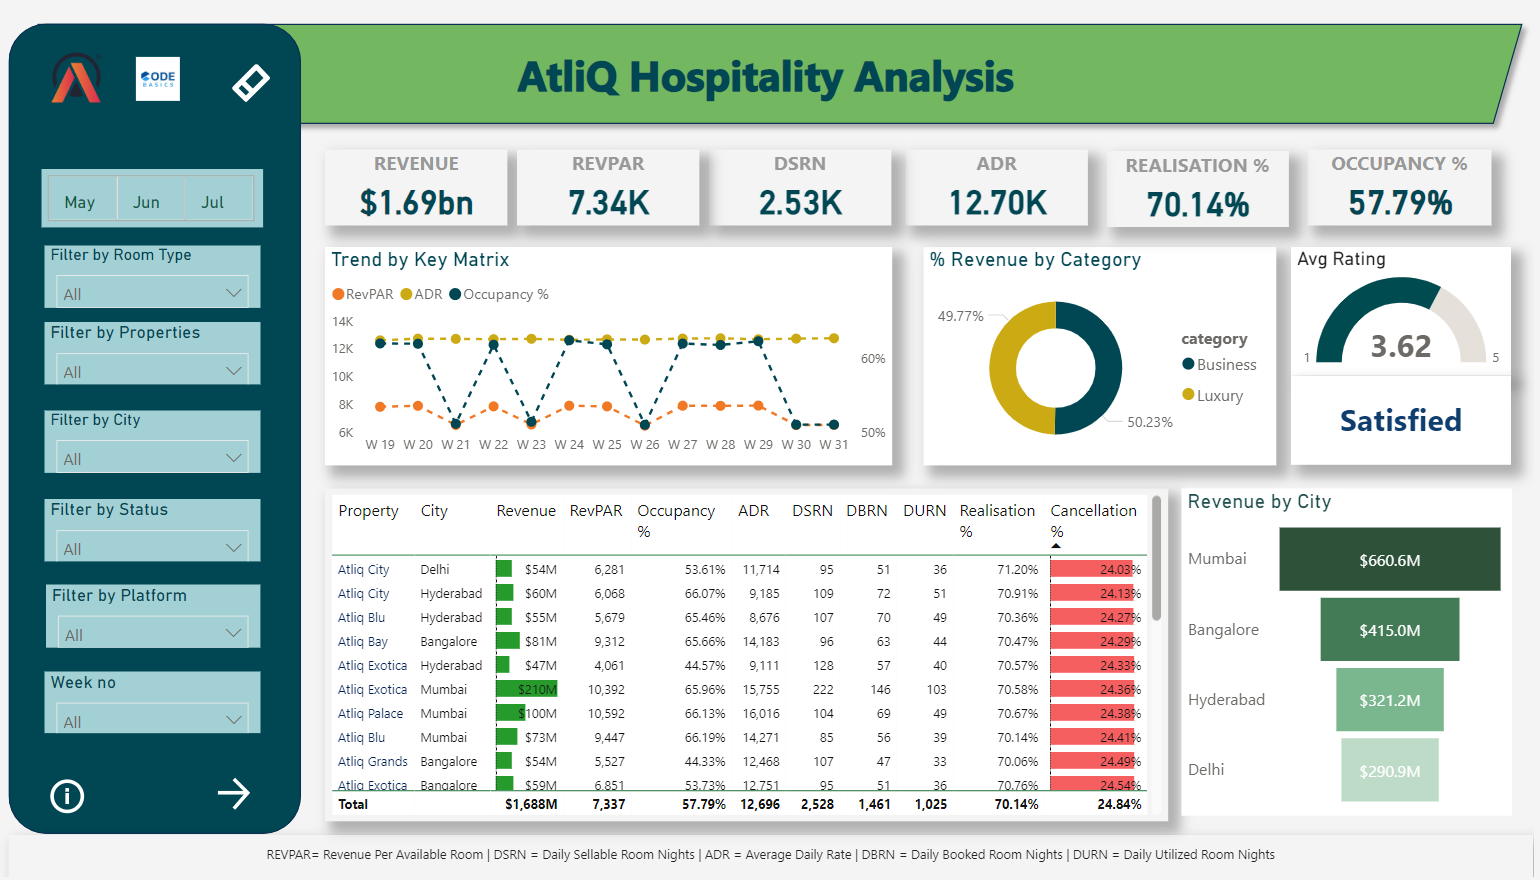 AtliQ Hospitality Analysis
CODE
BASICS
May Jun Jul
Filter by Room Type
All
Filter by Properties
All
Filter by City
All
Filter by Status
All
Filter by Platform
All
Week no
All
REVENUE
$1.69bn
REVPAR
7.34K
DSRN
2.53K
ADR
12.70K
REALISATION %
70.14%
OCCUPANCY %
57.79%
Trend by Key Matrix
RevPAR ADR Occupancy %
14K
12K
10K
8K
6K
60%
50%
W 19 W 20 W 21 W 22 W 23 W 24 W 25 W 26 W 27 W 28 W 29 W 30 W 31
% Revenue by Category
49.77%
50.23%
category
Business
Luxury
Avg Rating
3.62
1 5
Satisfied
Property City Revenue RevPAR Occupancy % ADR DSRN DBRN DURN Realisation % Cancellation %
Atliq City Delhi $54M 6,281 53.61% 11,714 95 51 36 71.20% 24.03%
Atliq City Hyderabad $60M 6,068 66.07% 9,185 109 72 51 70.91% 24.13%
Atliq Blu Hyderabad $55M 5,679 65.46% 8,676 107 70 49 70.36% 24.27%
Atliq Bay Bangalore $81M 9,312 65.66% 14,183 96 63 44 70.47% 24.29%
Atliq Exotica Hyderabad $47M 4,061 44.57% 9,111 128 57 40 70.57% 24.33%
Atliq Exotica Mumbai $210M 10,392 65.96% 15,755 222 146 103 70.58% 24.36%
Atliq Palace Mumbai $100M 10,592 66.13% 16,016 104 69 49 70.67% 24.38%
Atliq Blu Mumbai $73M 9,447 66.19% 14,271 85 56 39 70.14% 24.41%
Atliq Grands Bangalore $54M 5,527 44.33% 12,468 107 47 33 70.06% 24.49%
Atliq Exotica Bangalore $59M 6,851 53.73% 12,751 95 51 36 70.76% 24.54%
Total $1,688M 7,337 57.79% 12,696 2,528 1,461 1,025 70.14% 24.84%
Revenue by City
Mumbai $660.6M
Bangalore $415.0M
Hyderabad $321.2M
Delhi $290.9M
REVPAR= Revenue Per Available Room | DSRN = Daily Sellable Room Nights | ADR = Average Daily Rate | DBRN = Daily Booked Room Nights | DURN = Daily Utilized Room Nights